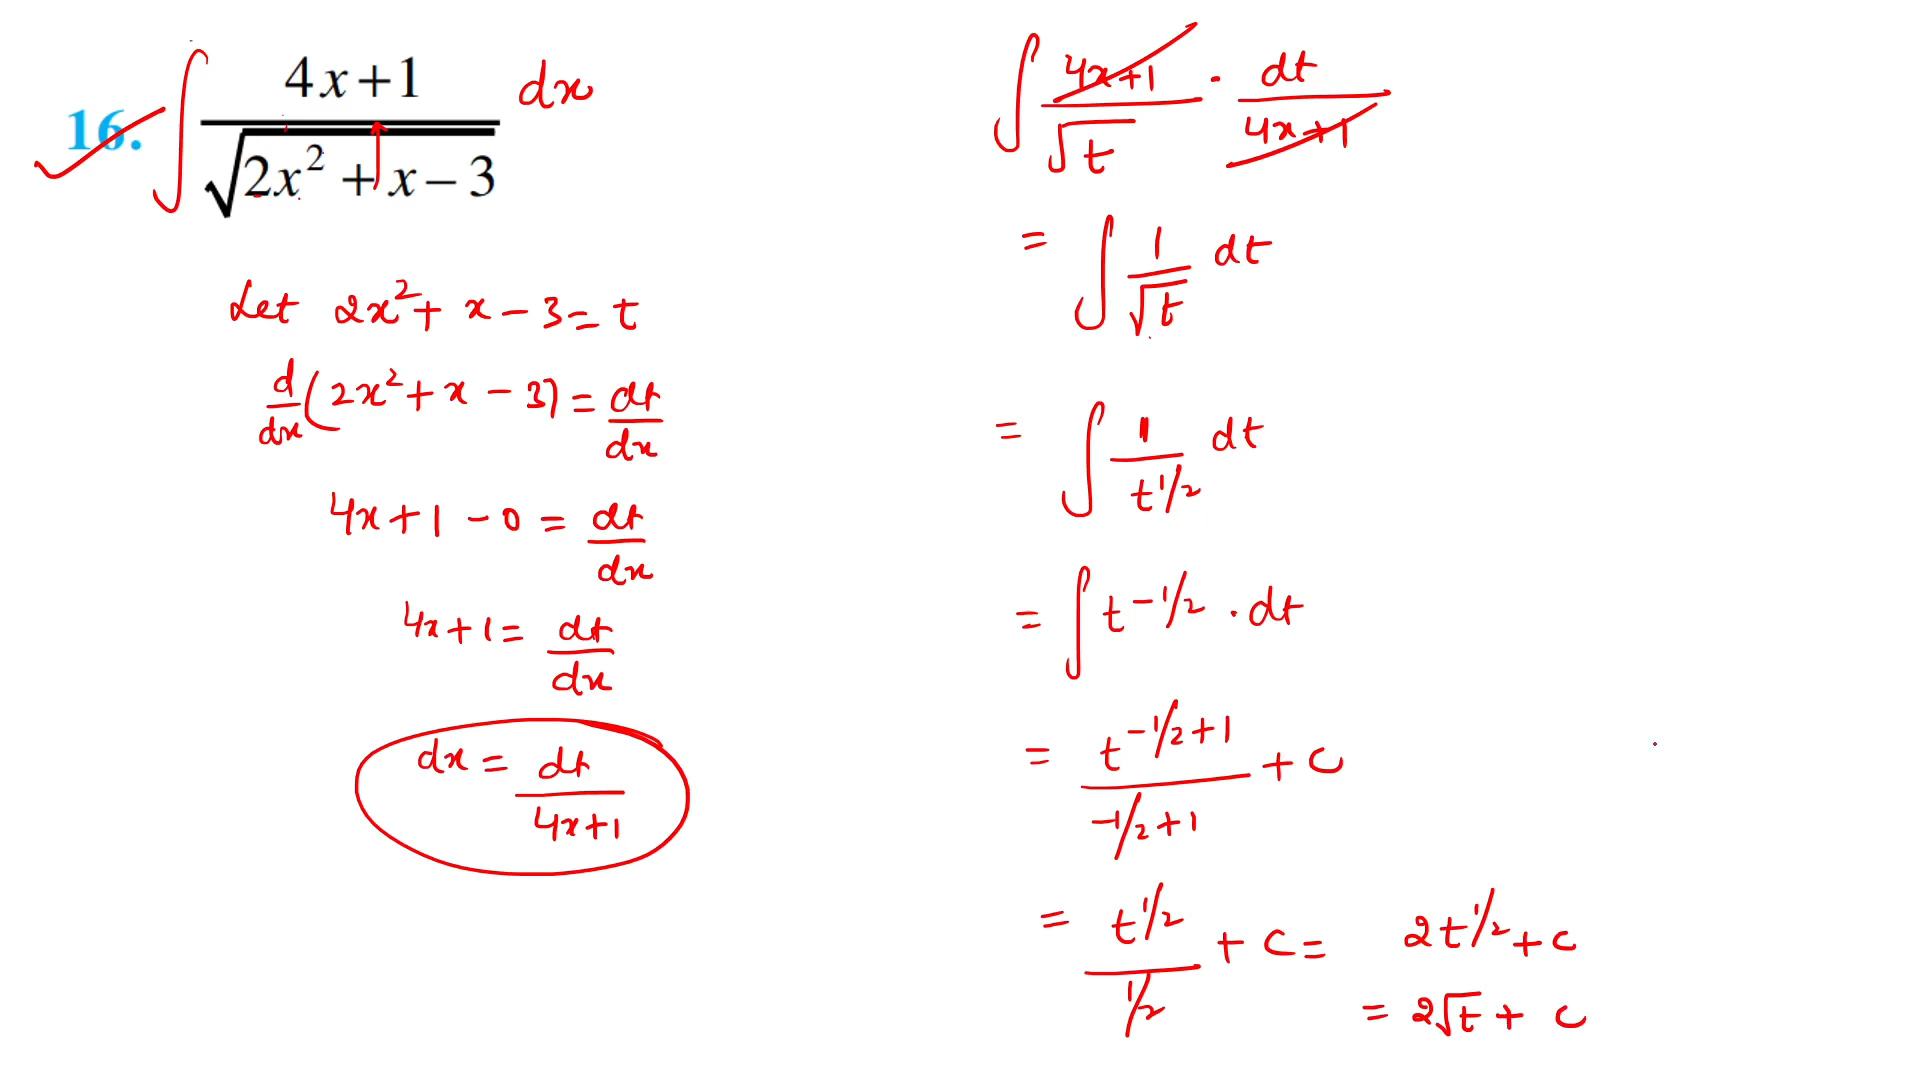 16. ∫ (4x+1)/√(2x² + x – 3) dx
Let 2x² + x – 3 = t
d/dx (2x² + x – 3) = dt/dx
4x + 1 – 0 = dt/dx
4x + 1 = dt/dx
dx = dt/(4x+1)
∫ (4x+1)/√t · dt/(4x+1)
= ∫ 1/√t dt
= ∫ 1/t^(1/2) dt
= ∫ t^(–1/2) · dt
= t^(–1/2+1)/(–1/2+1) + c
= t^(1/2)/(1/2) + c = 2t^(1/2) + c
= 2√t + c